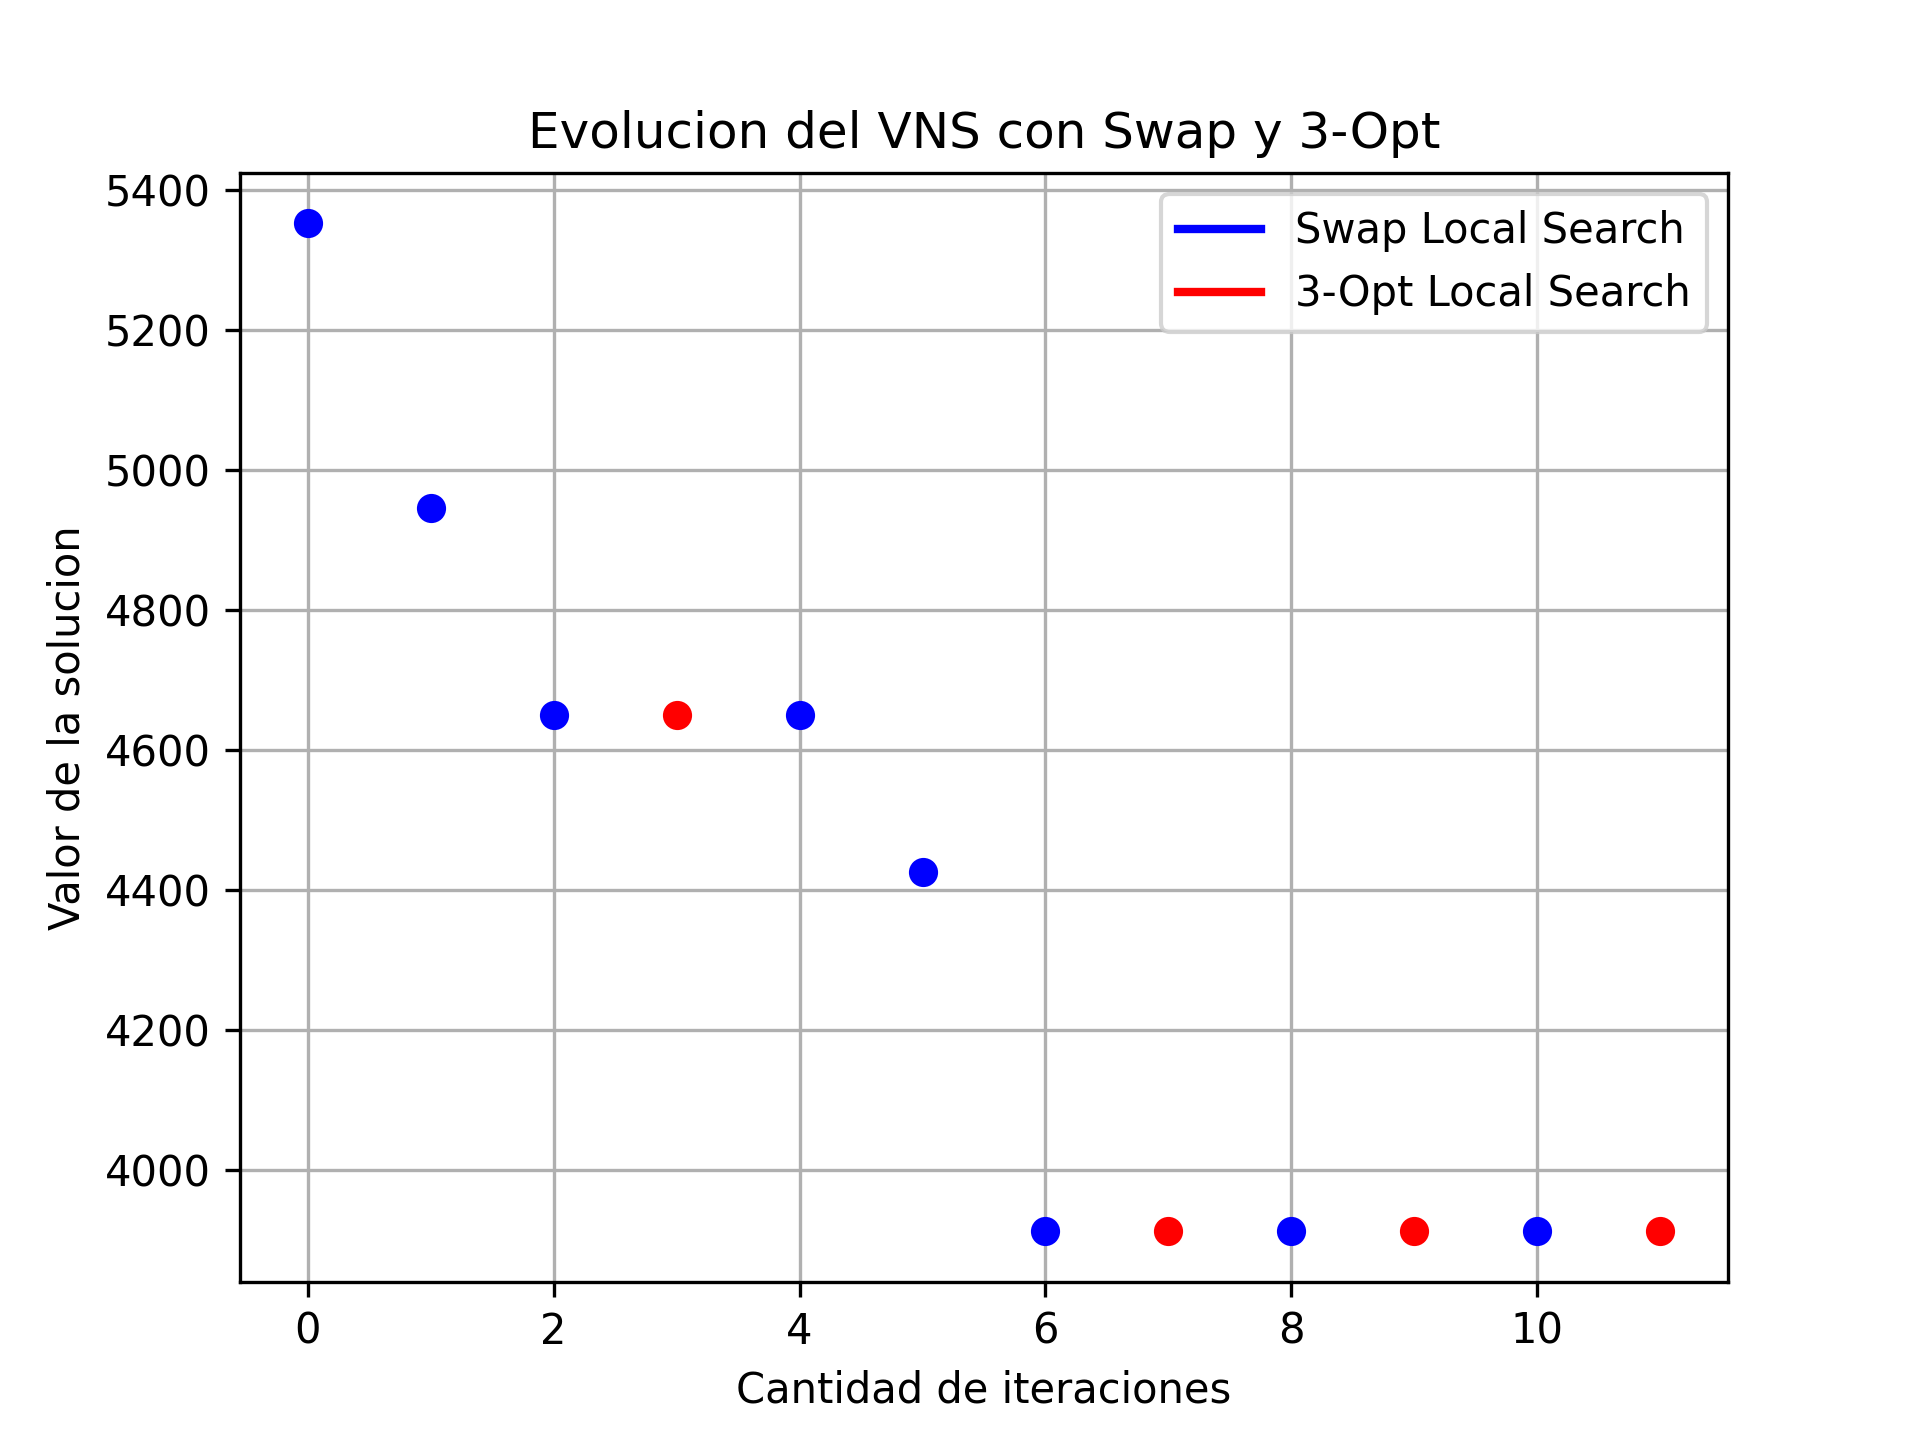 Evolucion del VNS con Swap y 3-Opt
Swap Local Search
3-Opt Local Search
5400
5200
5000
4800
4600
4400
4200
4000
Valor de la solucion
0 2 4 6 8 10
Cantidad de iteraciones